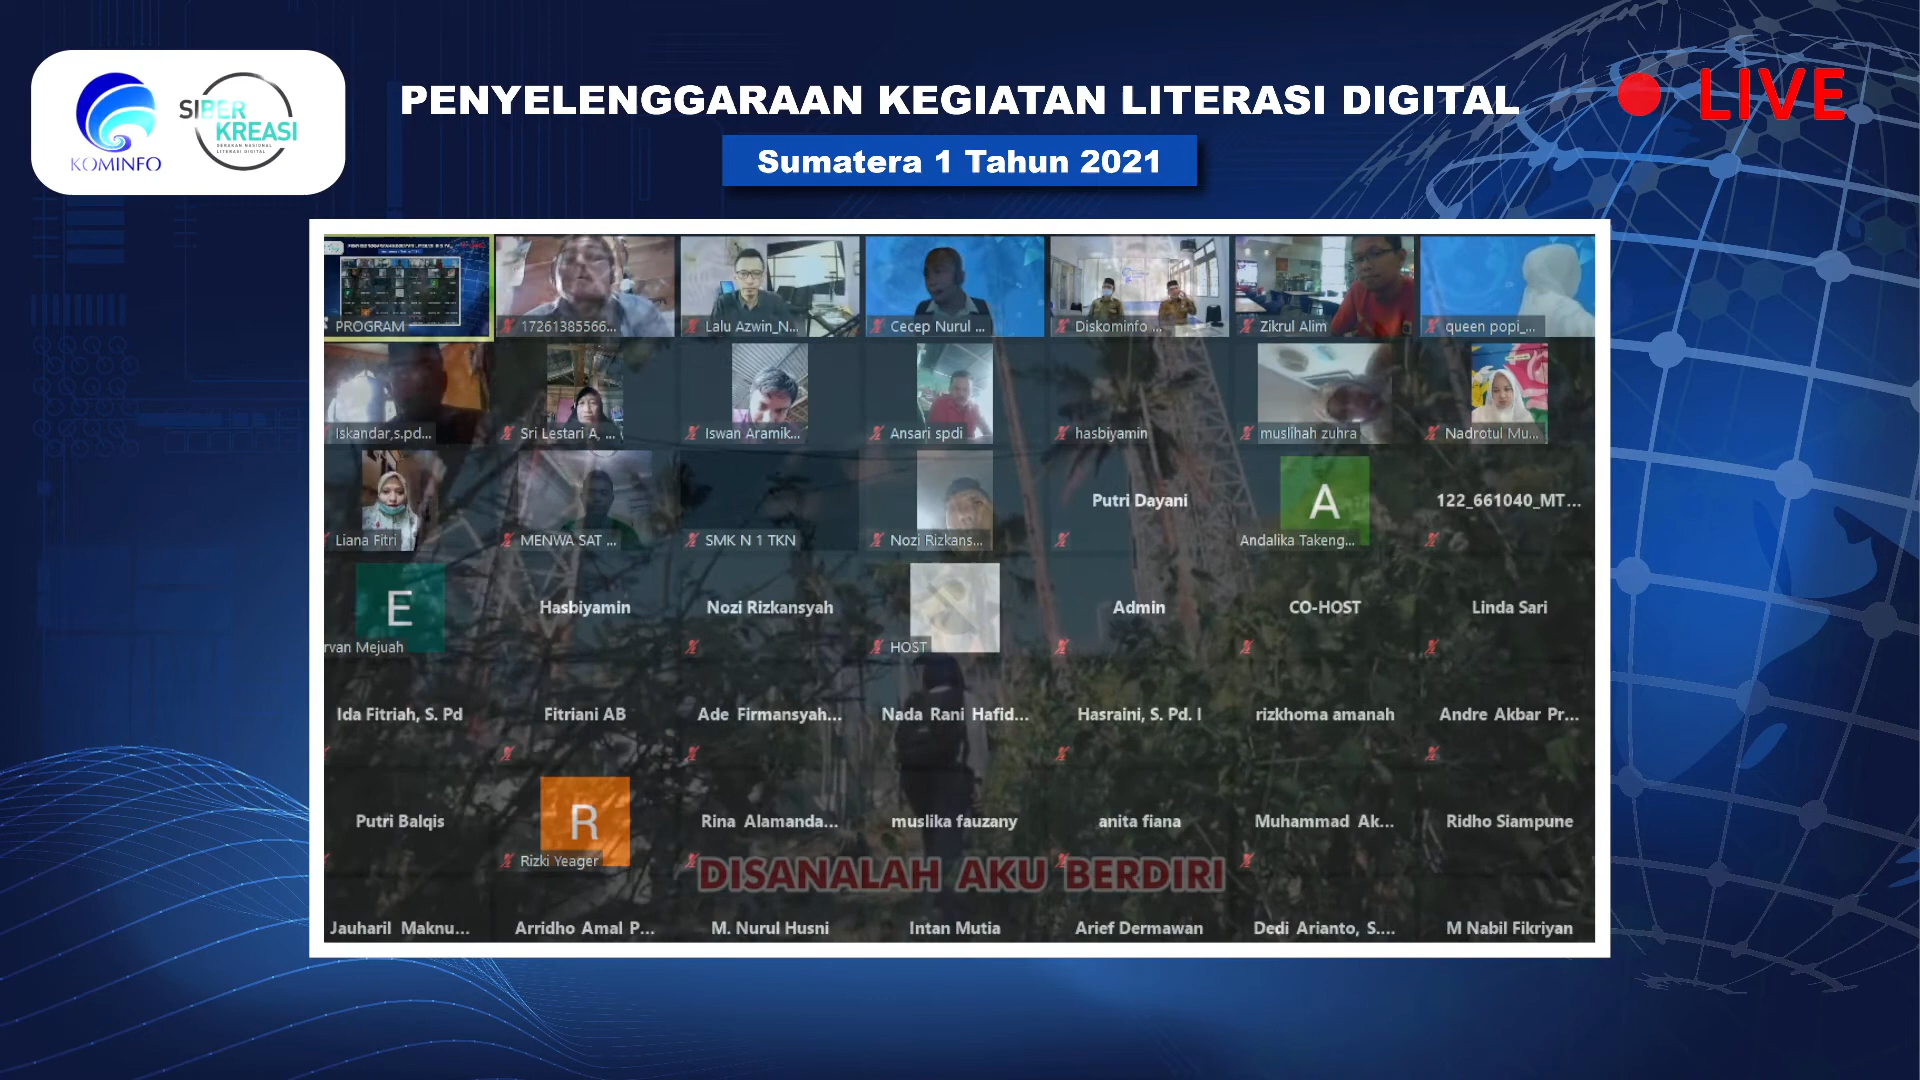 PENYELENGGARAAN KEGIATAN LITERASI DIGITAL
LIVE
Sumatera 1 Tahun 2021
KOMINFO
SIBER
KREASI
GERAKAN NASIONAL
LITERASI DIGITAL
PROGRAM
17261385566...
Lalu Azwin_N...
Cecep Nurul ...
Diskominfo ...
Zikrul Alim
queen popi_...
Iskandar,s.pd...
Sri Lestari A, ...
Iswan Aramik...
Ansari spdi
hasbiyamin
muslihah zuhra
Nadrotul Mu...
Liana Fitri
MENWA SAT ...
SMK N 1 TKN
Nozi Rizkans...
Putri Dayani
A
Andalika Takeng...
122_661040_MT...
E
rvan Mejuah
Hasbiyamin
Nozi Rizkansyah
HOST
Admin
CO-HOST
Linda Sari
Ida Fitriah, S. Pd
Fitriani AB
Ade Firmansyah...
Nada Rani Hafid...
Hasraini, S. Pd. I
rizkhoma amanah
Andre Akbar Pr...
Putri Balqis
R
Rizki Yeager
Rina Alamanda...
muslika fauzany
anita fiana
Muhammad Ak...
Ridho Siampune
DISANALAH AKU BERDIRI
Jauharil Maknu...
Arridho Amal P...
M. Nurul Husni
Intan Mutia
Arief Dermawan
Dedi Arianto, S....
M Nabil Fikriyan